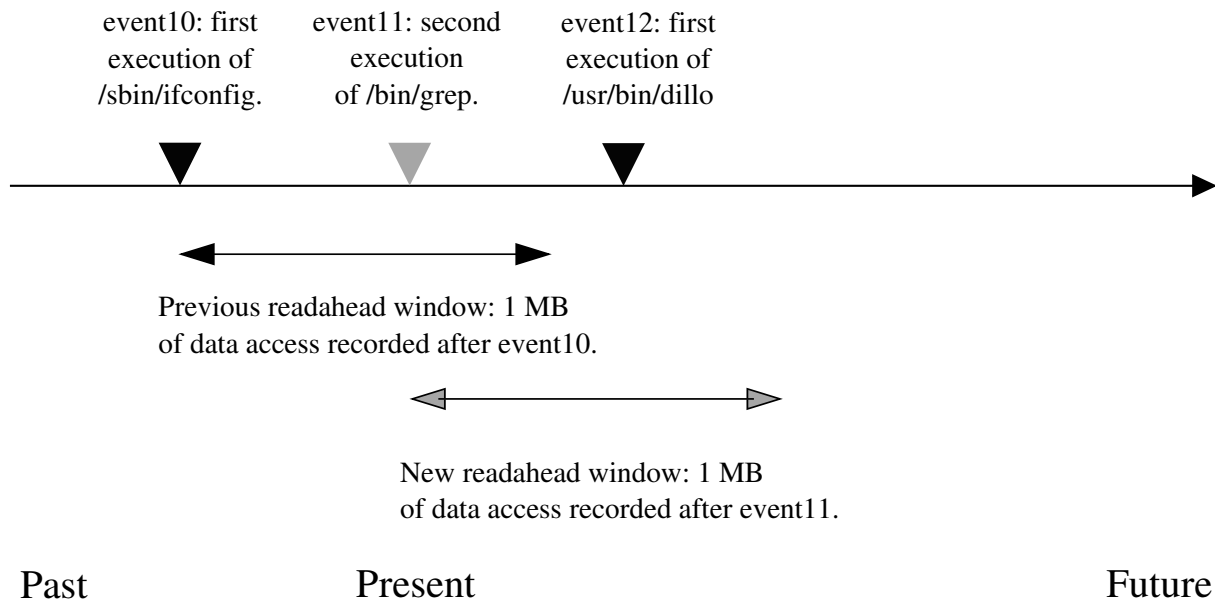 event10: first
execution of
/sbin/ifconfig.
event11: second
execution
of /bin/grep.
event12: first
execution of
/usr/bin/dillo
Previous readahead window: 1 MB
of data access recorded after event10.
New readahead window: 1 MB
of data access recorded after event11.
Past
Present
Future